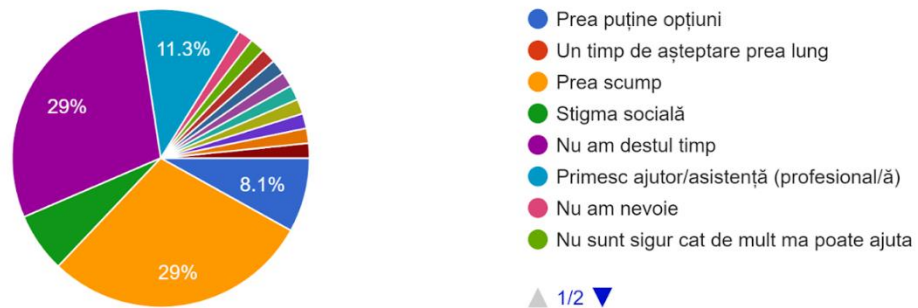 11.3%
29%
8.1%
29%
Prea puține opțiuni
Un timp de așteptare prea lung
Prea scump
Stigma socială
Nu am destul timp
Primesc ajutor/asistență (profesional/ă)
Nu am nevoie
Nu sunt sigur cat de mult ma poate ajuta
1/2